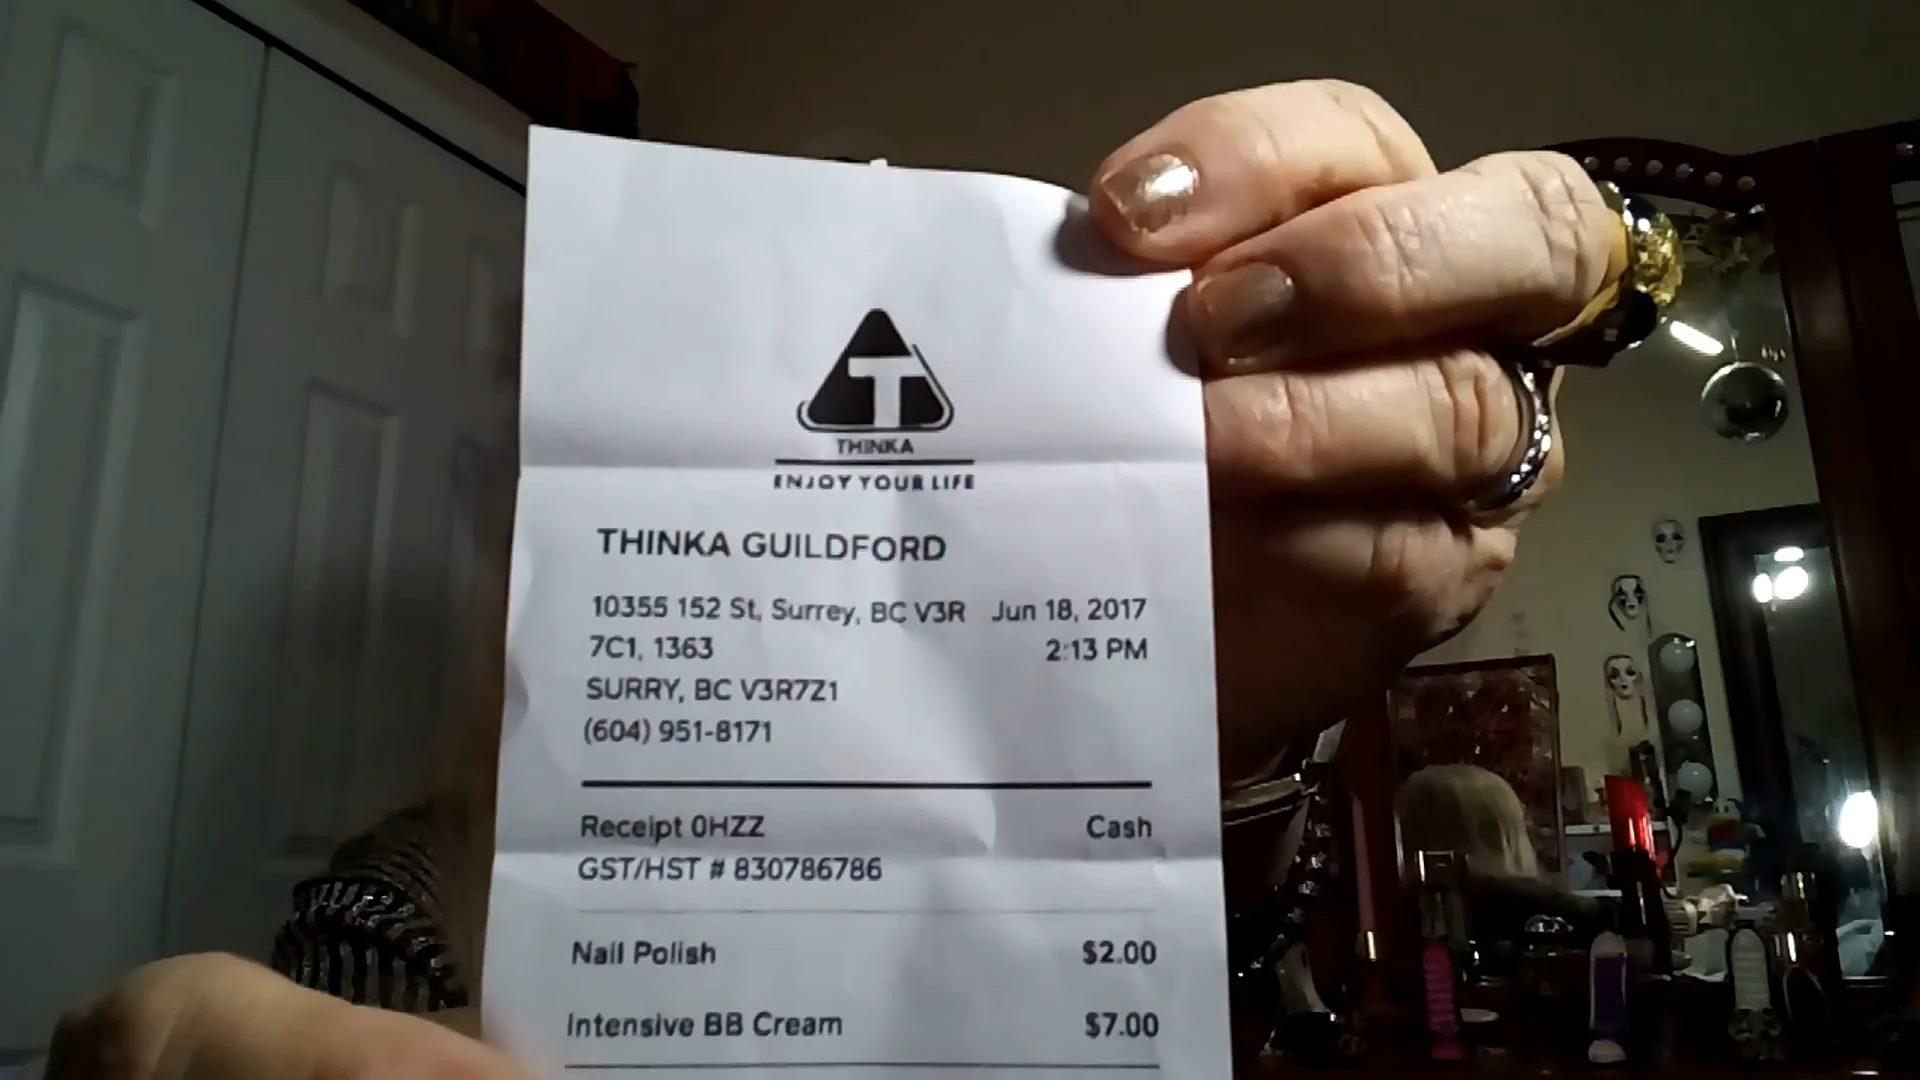 T
THINKA
ENJOY YOUR LIFE
THINKA GUILDFORD
10355 152 St, Surrey, BC V3R Jun 18, 2017
7C1, 1363 2:13 PM
SURRY, BC V3R7Z1
(604) 951-8171
Receipt 0HZZ Cash
GST/HST # 830786786
Nail Polish $2.00
Intensive BB Cream $7.00